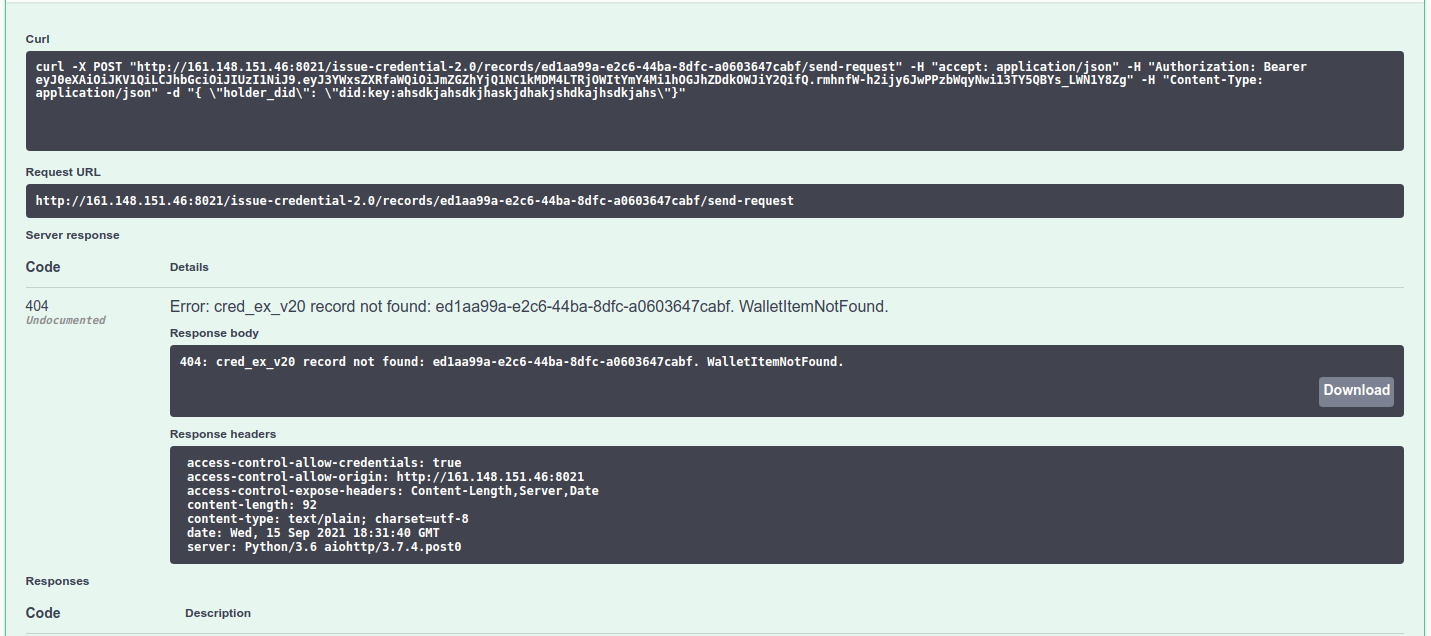 Curl
curl -X POST "http://161.148.151.46:8021/issue-credential-2.0/records/ed1aa99a-e2c6-44ba-8dfc-a0603647cabf/send-request" -H "accept: application/json" -H "Authorization: Bearer
eyJ0eXAiOiJKV1QiLCJhbGciOiJIUzI1NiJ9.eyJ3YWxsZXRfaWQiOiJmZGZhYjQ1NC1kMDM4LTRjOWItYmY4Mi1hOGJhZDdkOWJiY2QifQ.rmhnfW-h2ijy6JwPPzbWqyNwi13TY5QBYs_LWN1Y8Zg" -H "Content-Type:
application/json" -d "{ \"holder_did\": \"did:key:ahsdkjahsdkjhaskjdhakjshdkajhsdkjahs\"}"
Request URL
http://161.148.151.46:8021/issue-credential-2.0/records/ed1aa99a-e2c6-44ba-8dfc-a0603647cabf/send-request
Server response
Code Details
404 Error: cred_ex_v20 record not found: ed1aa99a-e2c6-44ba-8dfc-a0603647cabf. WalletItemNotFound.
Undocumented
Response body
404: cred_ex_v20 record not found: ed1aa99a-e2c6-44ba-8dfc-a0603647cabf. WalletItemNotFound.
Download
Response headers
access-control-allow-credentials: true
access-control-allow-origin: http://161.148.151.46:8021
access-control-expose-headers: Content-Length,Server,Date
content-length: 92
content-type: text/plain; charset=utf-8
date: Wed, 15 Sep 2021 18:31:40 GMT
server: Python/3.6 aiohttp/3.7.4.post0
Responses
Code Description